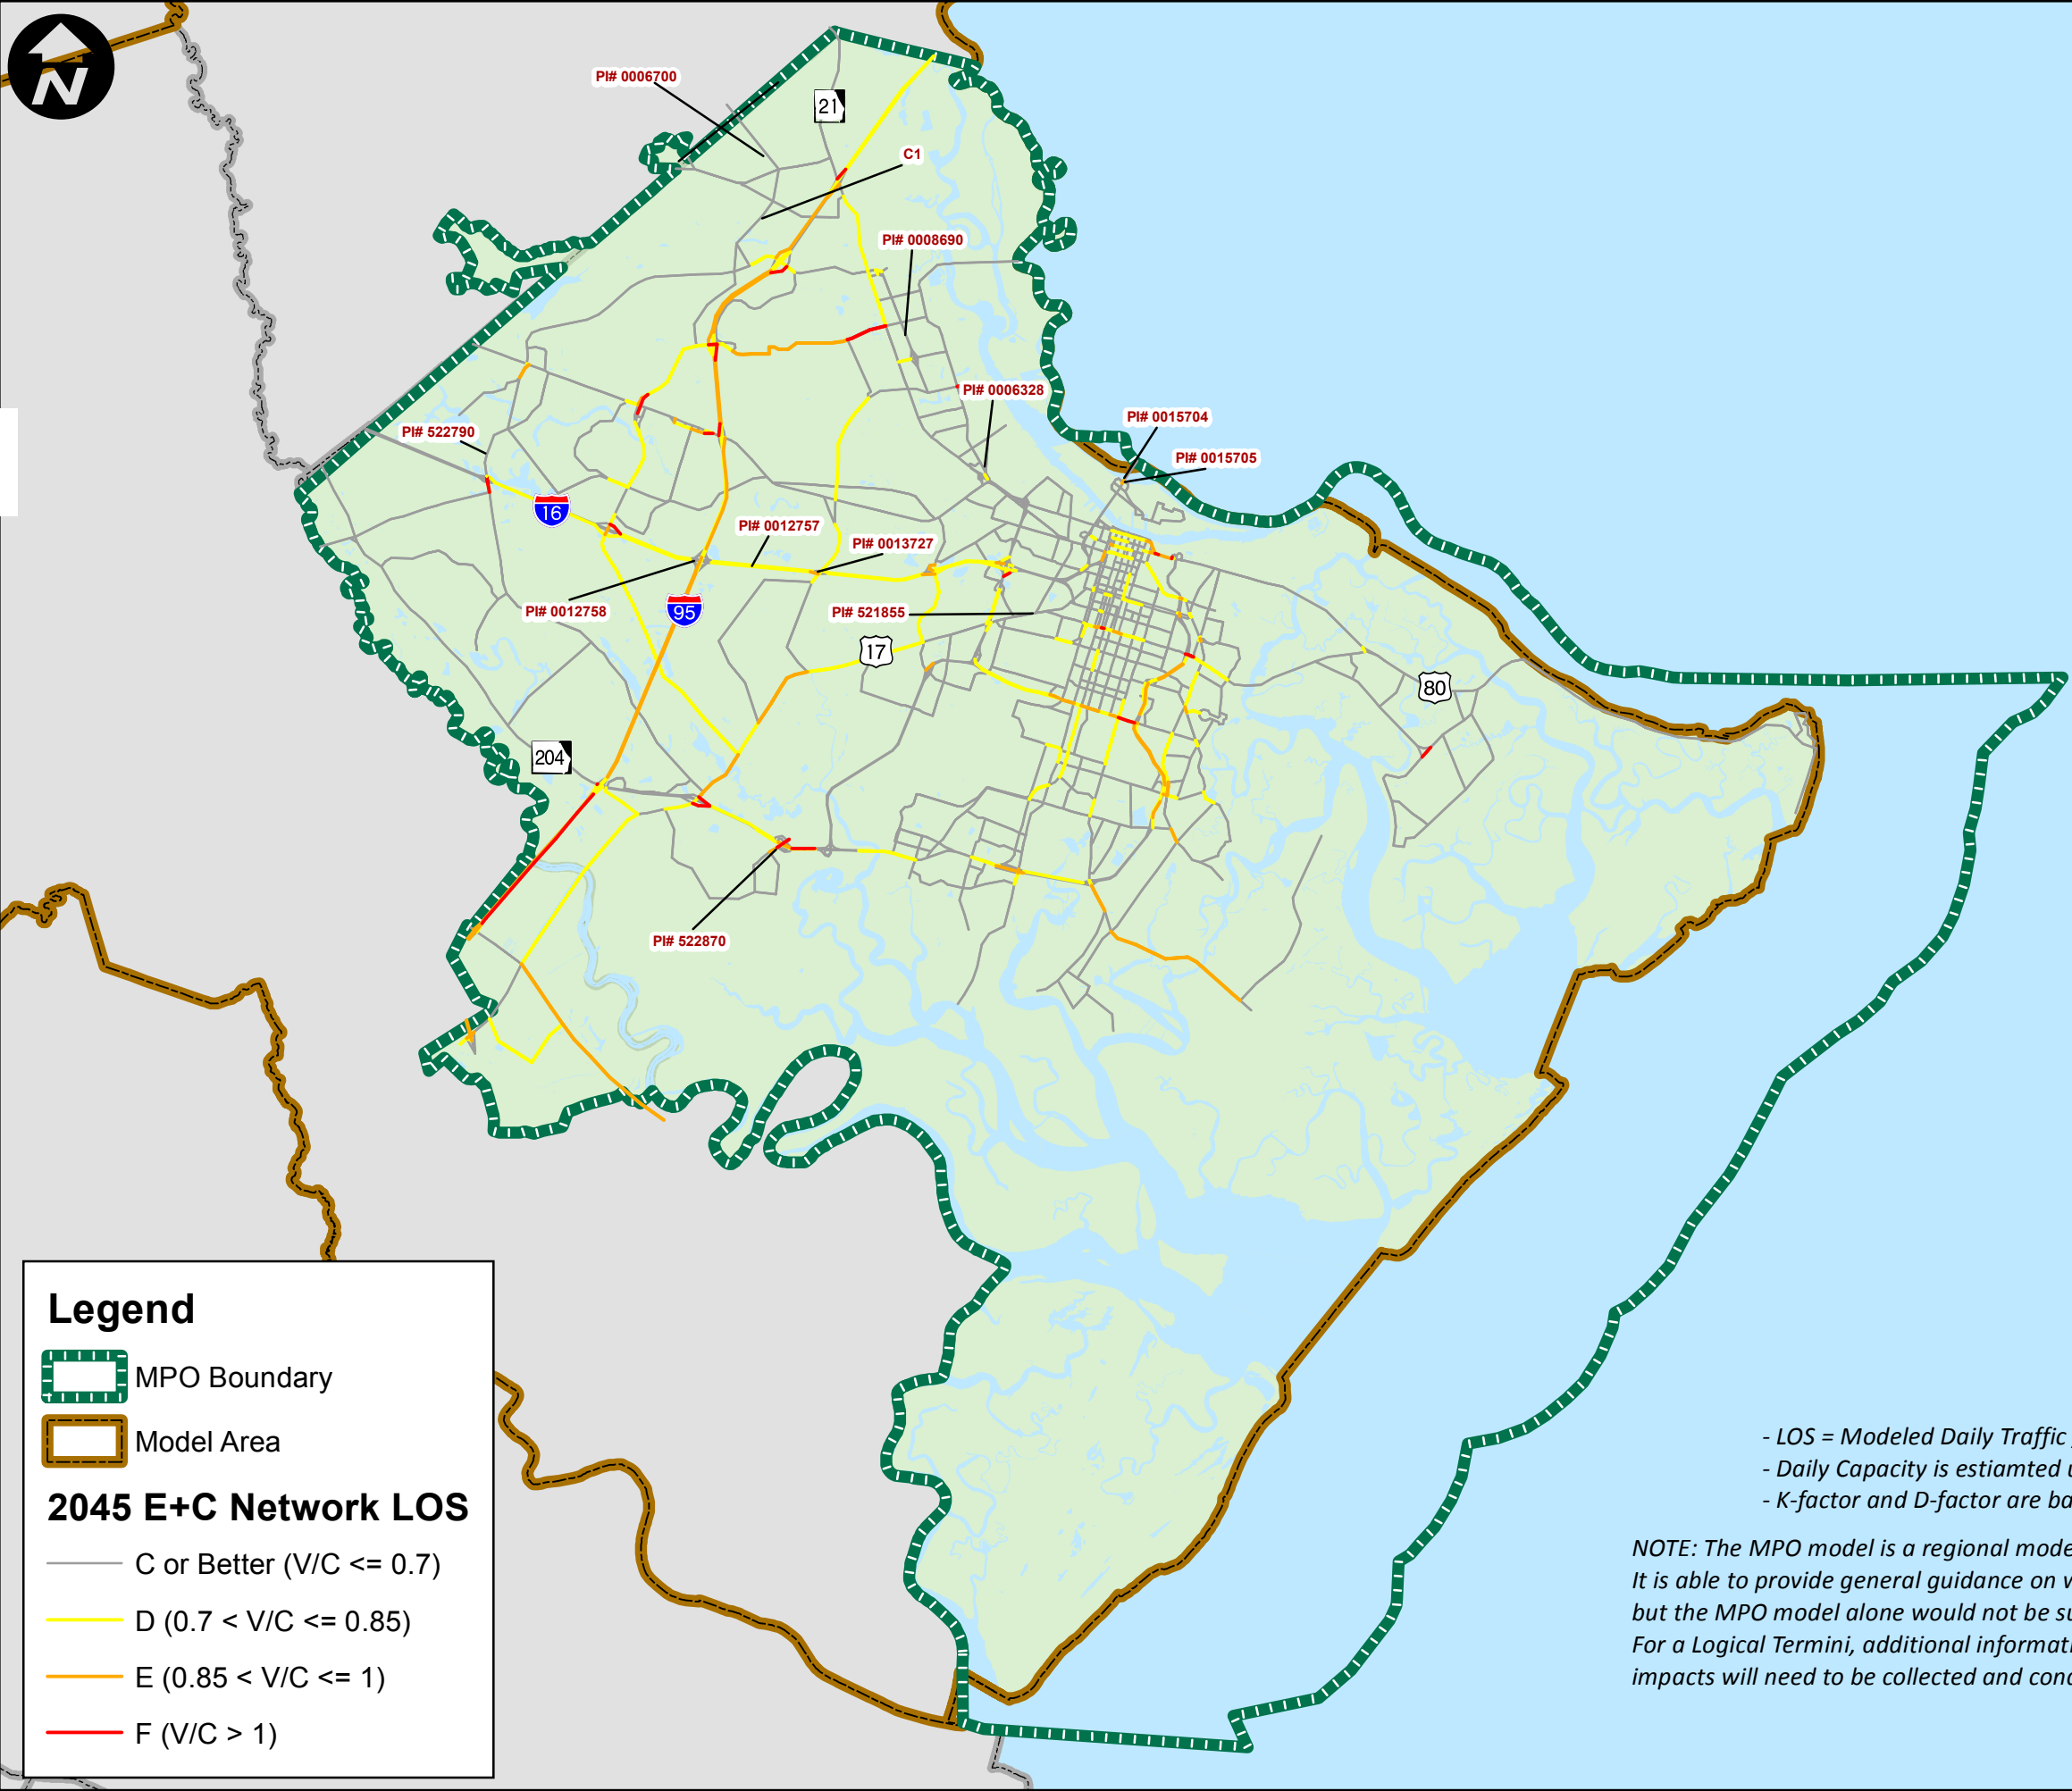 N
PI# 0006700
21
C1
PI# 0008690
PI# 0006328
PI# 0015704
PI# 522790
PI# 0015705
16
PI# 0012757
PI# 0013727
PI# 0012758
95
PI# 521855
17
80
204
PI# 522870
Legend
MPO Boundary
Model Area
2045 E+C Network LOS
C or Better (V/C <= 0.7)
D (0.7 < V/C <= 0.85)
E (0.85 < V/C <= 1)
F (V/C > 1)
- LOS = Modeled Daily Traffic
- Daily Capacity is estiamted
- K-factor and D-factor are
NOTE: The MPO model is a regional
It is able to provide general guidance on
but the MPO model alone would not be
For a Logical Termini, additional
impacts will need to be collected and